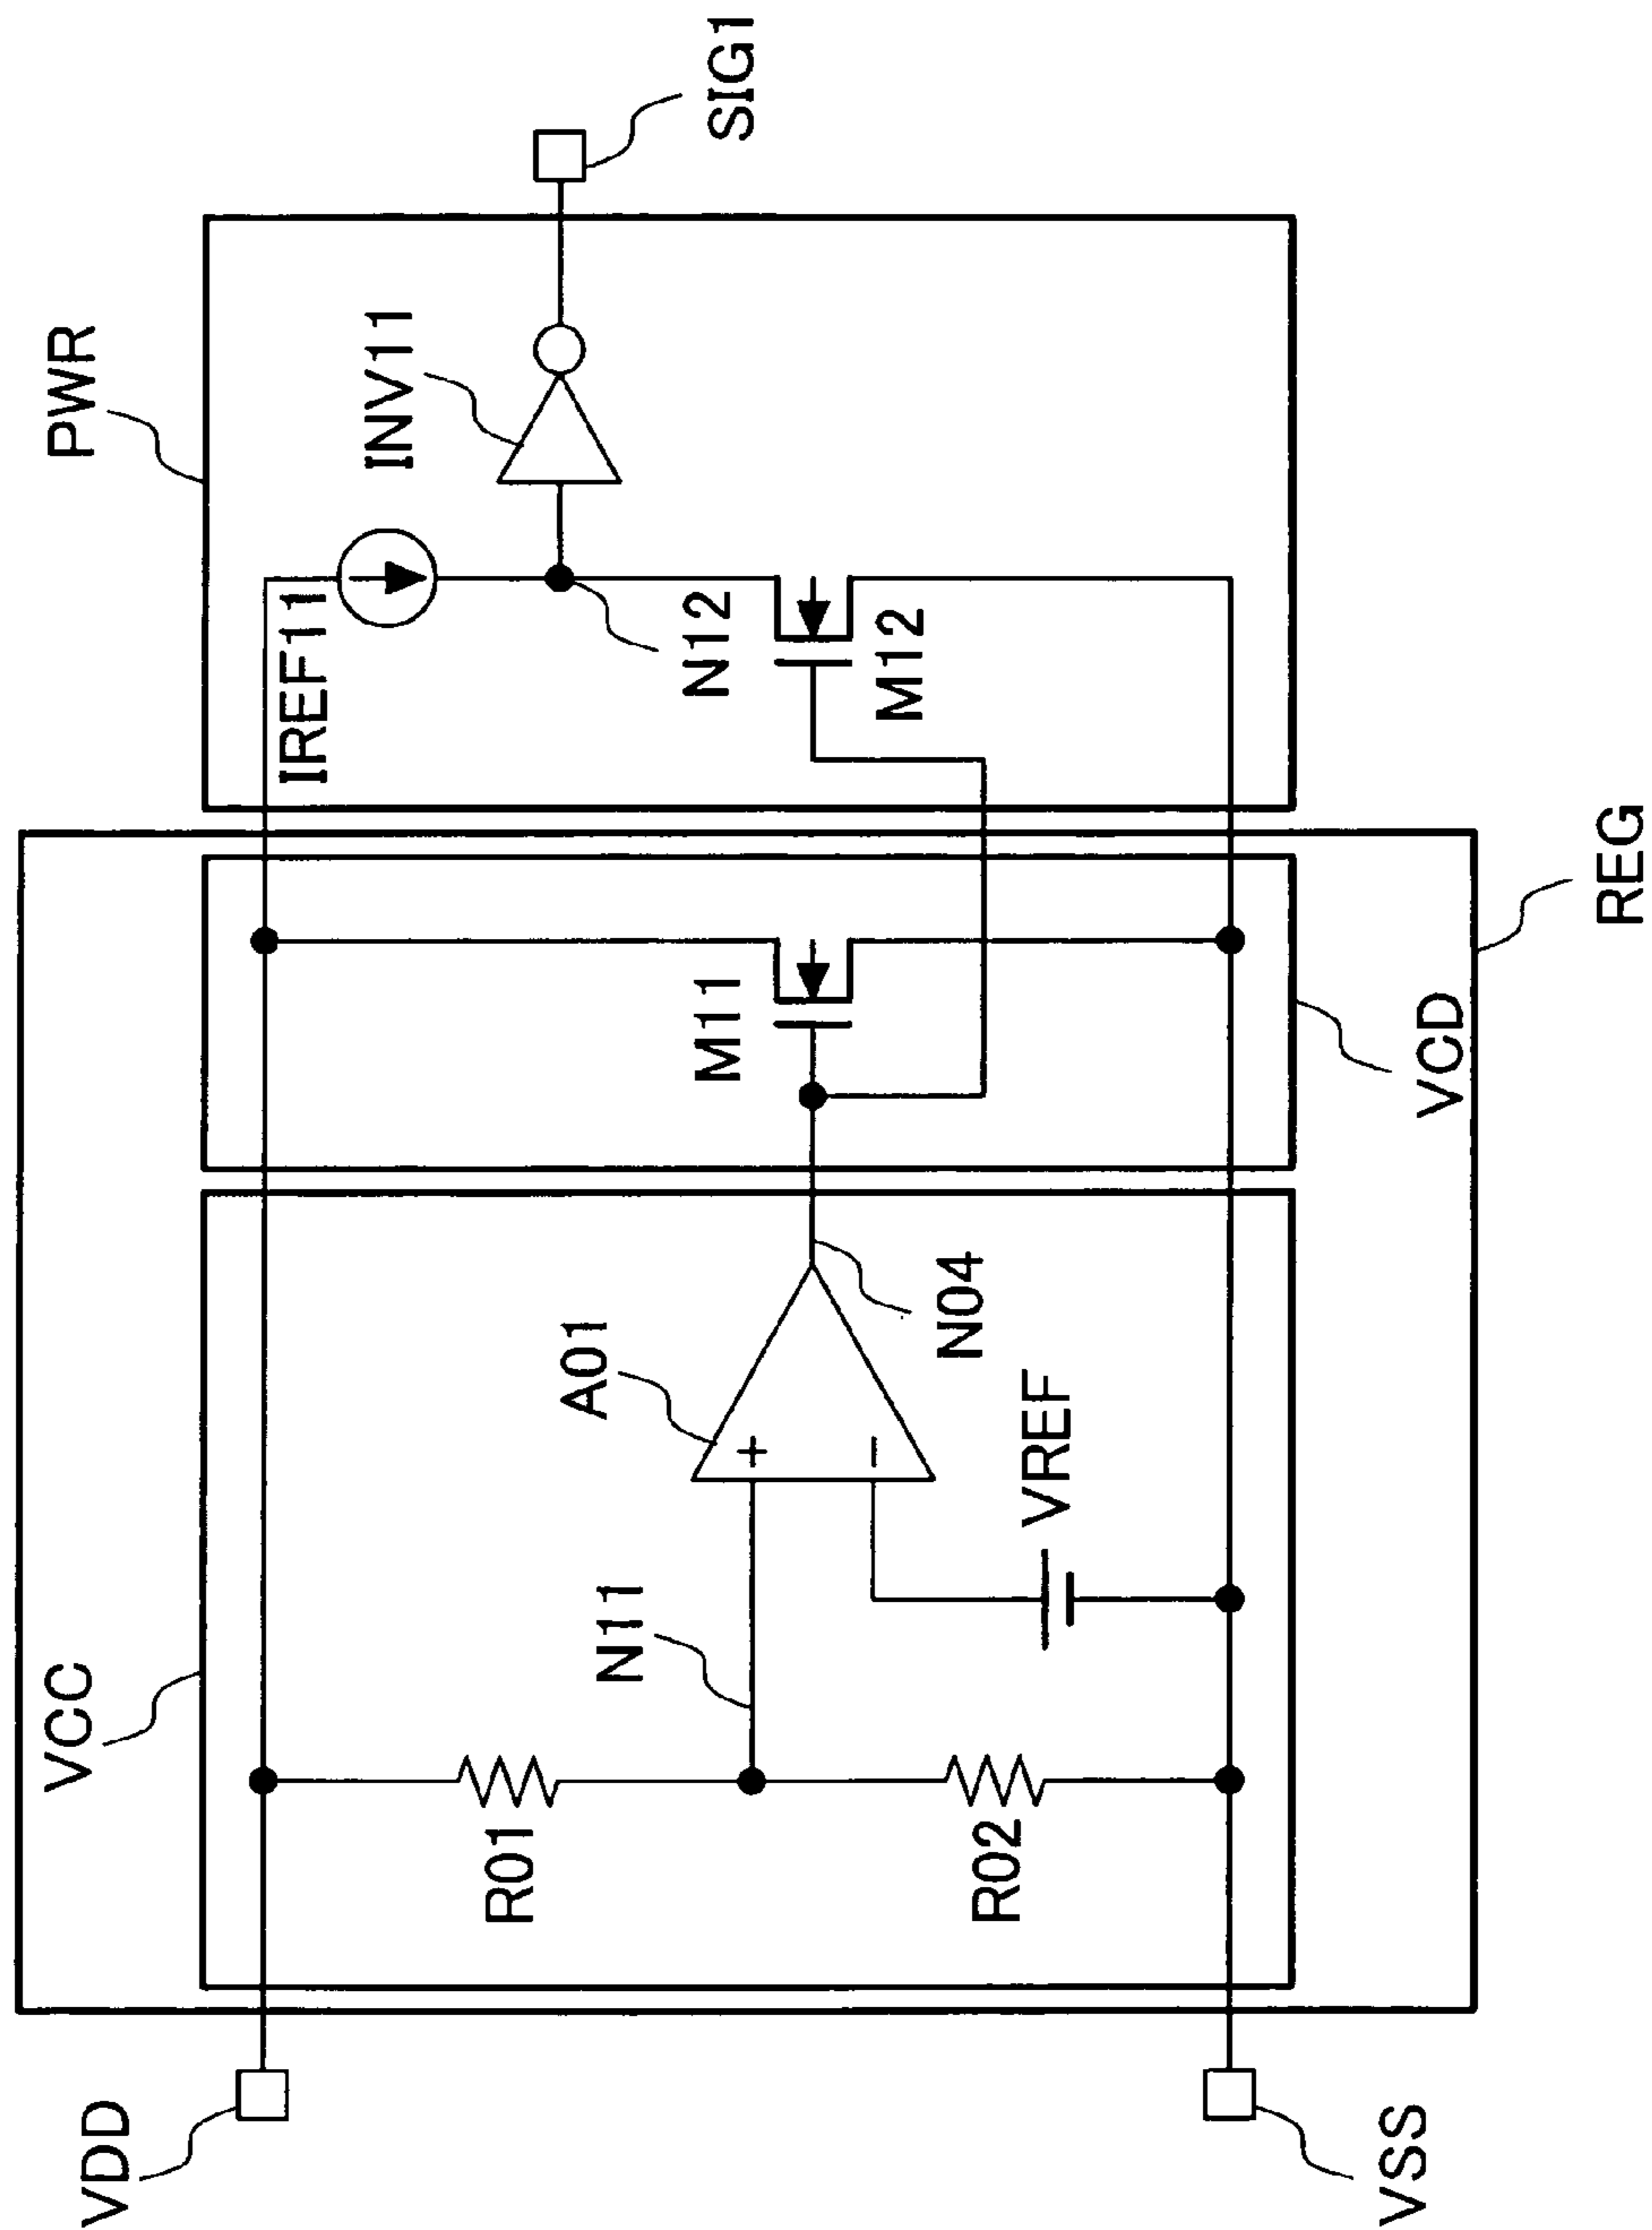 PWR
SIG1
INV11
IREF11
N12
M12
REG
M11
VCD
VCC
A01
N04
N11
VREF
R01
R02
+
−
VDD
VSS